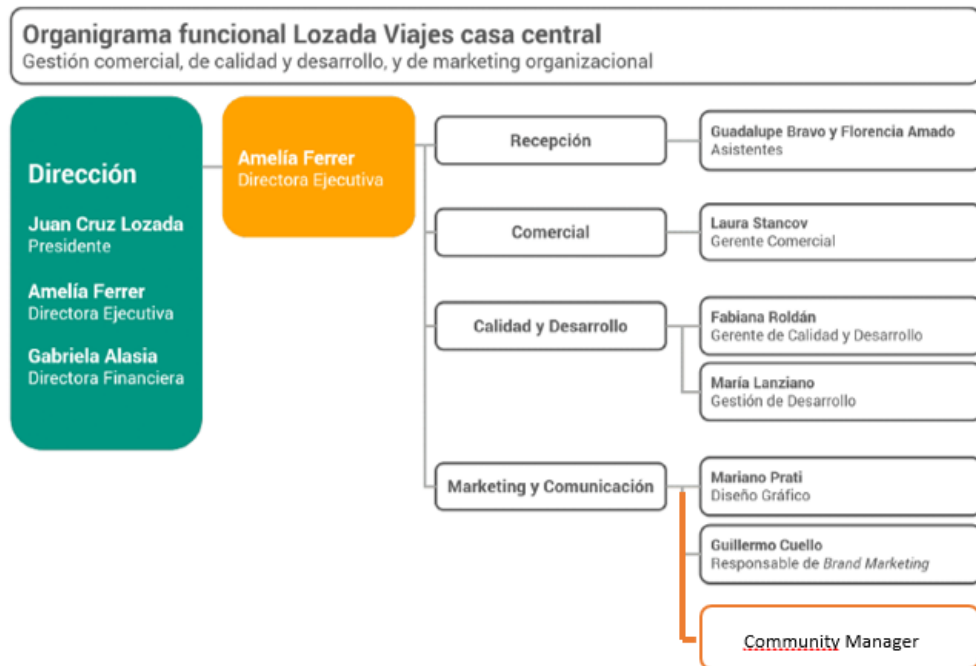 Organigrama funcional Lozada Viajes casa central
Gestión comercial, de calidad y desarrollo, y de marketing organizacional
Dirección
Juan Cruz Lozada
Presidente
Amelía Ferrer
Directora Ejecutiva
Gabriela Alasia
Directora Financiera
Amelía Ferrer
Directora Ejecutiva
Recepción
Guadalupe Bravo y Florencia Amado
Asistentes
Comercial
Laura Stancov
Gerente Comercial
Calidad y Desarrollo
Fabiana Roldán
Gerente de Calidad y Desarrollo
María Lanziano
Gestión de Desarrollo
Marketing y Comunicación
Mariano Prati
Diseño Gráfico
Guillermo Cuello
Responsable de Brand Marketing
Community Manager